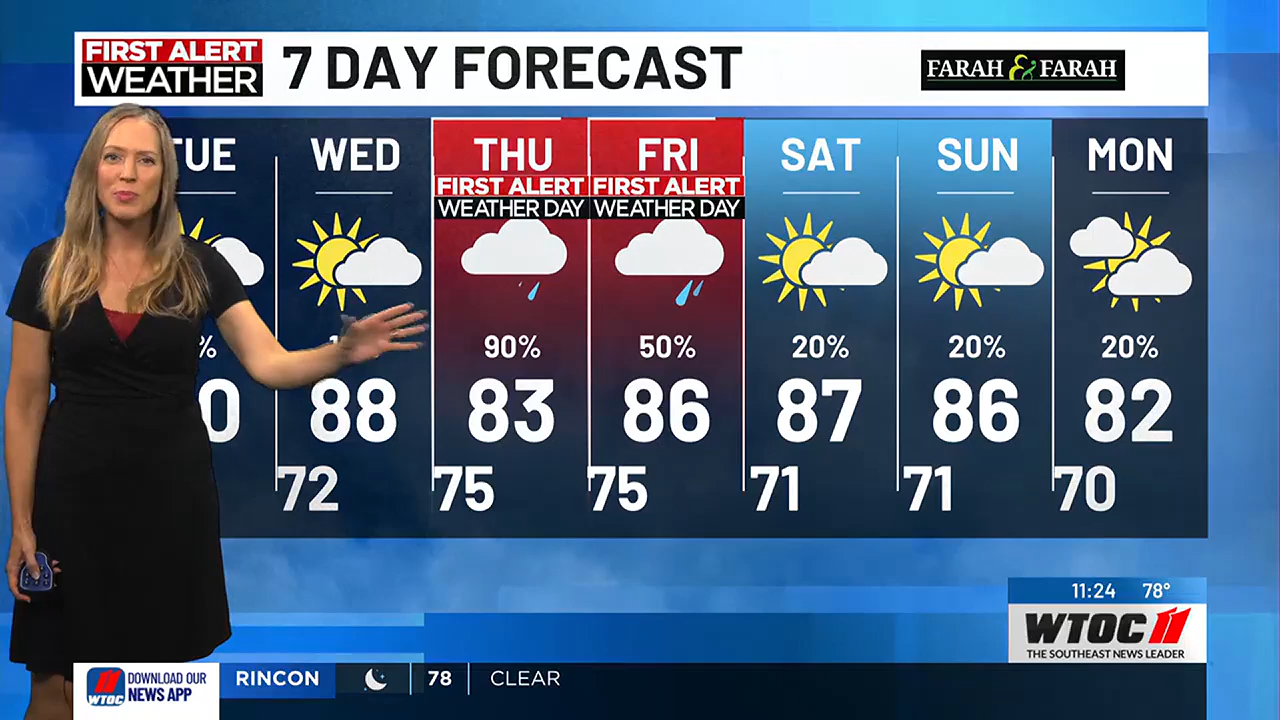 FIRST ALERT
WEATHER
7 DAY FORECAST
FARAH & FARAH
TUE WED THU FRI SAT SUN MON
FIRST ALERT FIRST ALERT
WEATHER DAY WEATHER DAY
% 90% 50% 20% 20% 20%
0 88 83 86 87 86 82
72 75 75 71 71 70
11:24 78°
WTOC 11
THE SOUTHEAST NEWS LEADER
11
WTOC
DOWNLOAD OUR
NEWS APP
RINCON 78 CLEAR